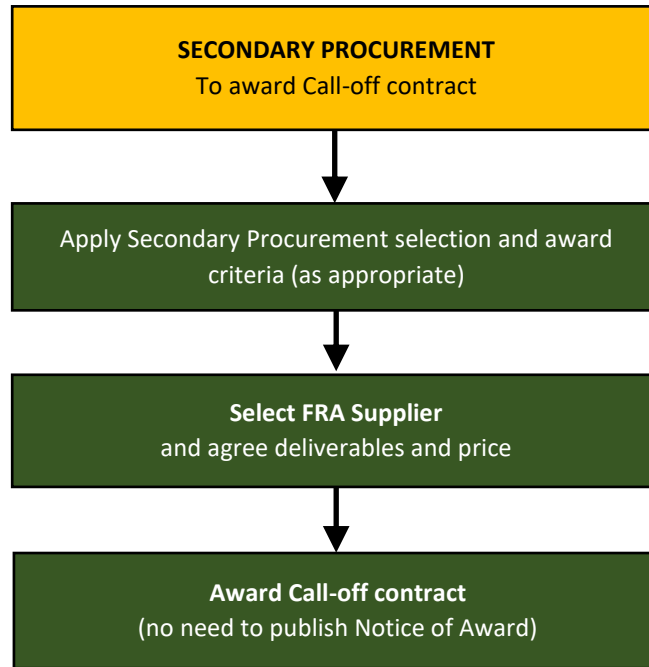 SECONDARY PROCUREMENT
To award Call-off contract
Apply Secondary Procurement selection and award
criteria (as appropriate)
Select FRA Supplier
and agree deliverables and price
Award Call-off contract
(no need to publish Notice of Award)